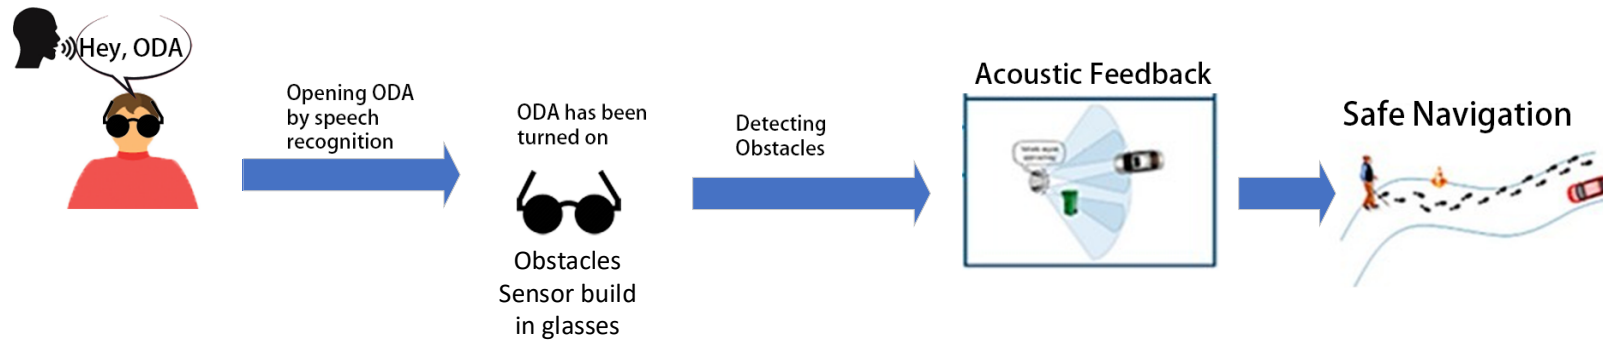 Hey, ODA
Opening ODA
by speech
recognition
ODA has been
turned on
Obstacles
Sensor build
in glasses
Detecting
Obstacles
Acoustic Feedback
Safe Navigation